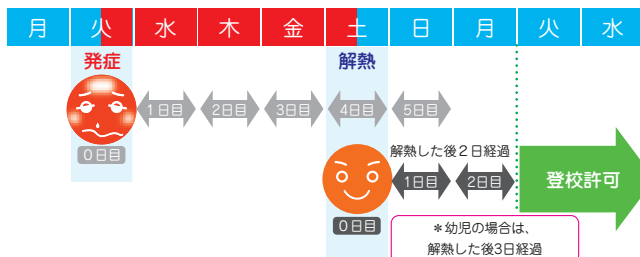 月 火 水 木 金 土 日 月 火 水
発症 解熱
1日目 2日目 3日目 4日目 5日目
0日目
解熱した後2日経過
1日目 2日目 登校許可
0日目
＊幼児の場合は、
解熱した後3日経過